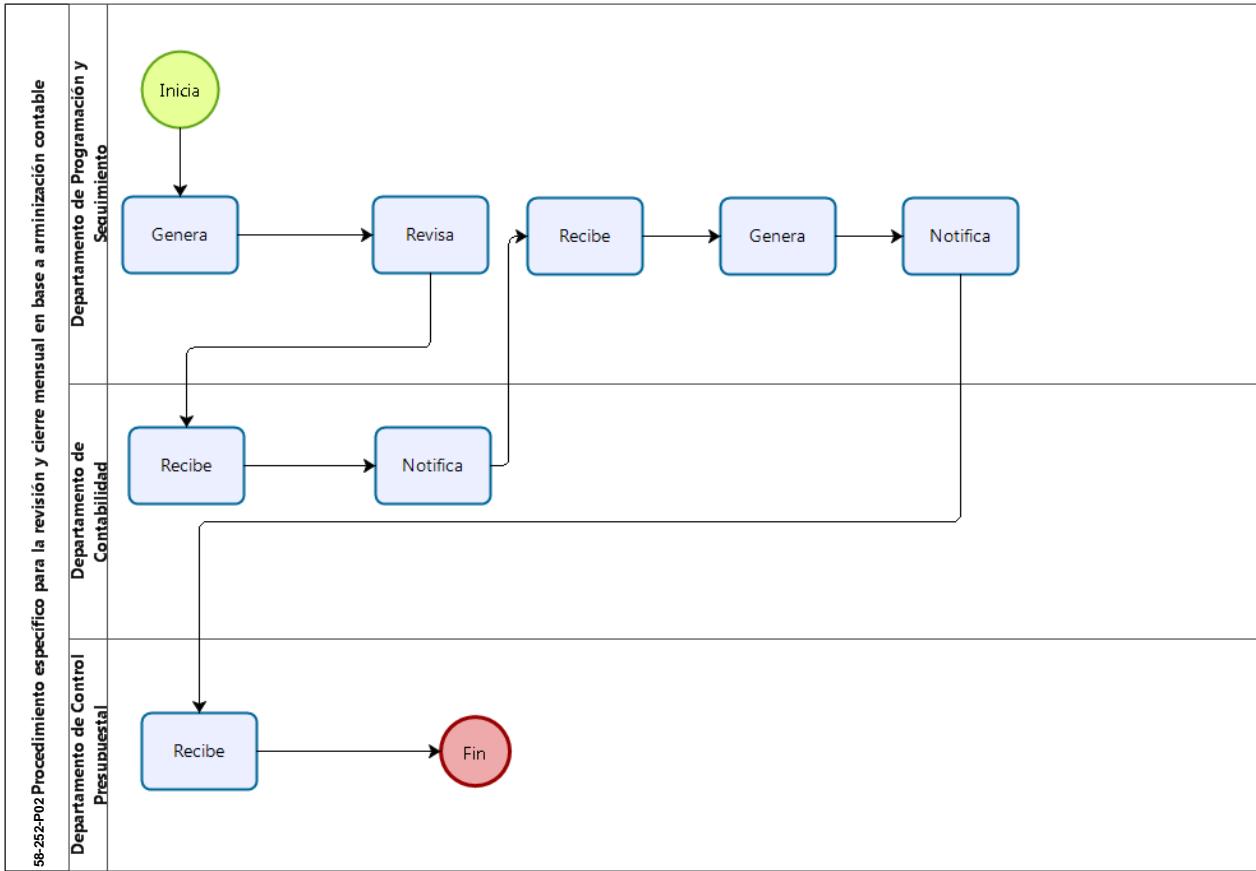 58-252-P02 Procedimiento específico para la revisión y cierre mensual en base a arminización contable
Departamento de Programación y
Seguimiento
Inicia
Genera
Revisa
Recibe
Genera
Notifica
Departamento de
Contabilidad
Recibe
Notifica
Departamento de Control
Presupuestal
Recibe
Fin